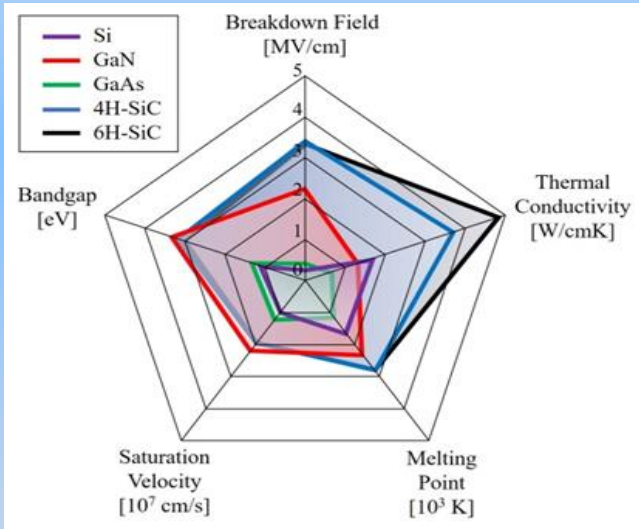 Si
GaN
GaAs
4H-SiC
6H-SiC
Breakdown Field
[MV/cm]
5
4
3
2
1
0
Bandgap
[eV]
Thermal
Conductivity
[W/cmK]
Saturation
Velocity
[10⁷ cm/s]
Melting
Point
[10³ K]